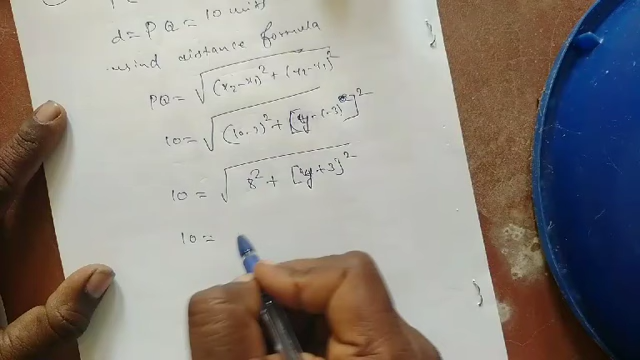 d = PQ = 10 units
usind distance formula
PQ = √(x₂-x₁)² + (y₂-y₁)²
10 = √(10-2)² + [y-(-3)]²
10 = √8² + [y+3]²
10 =